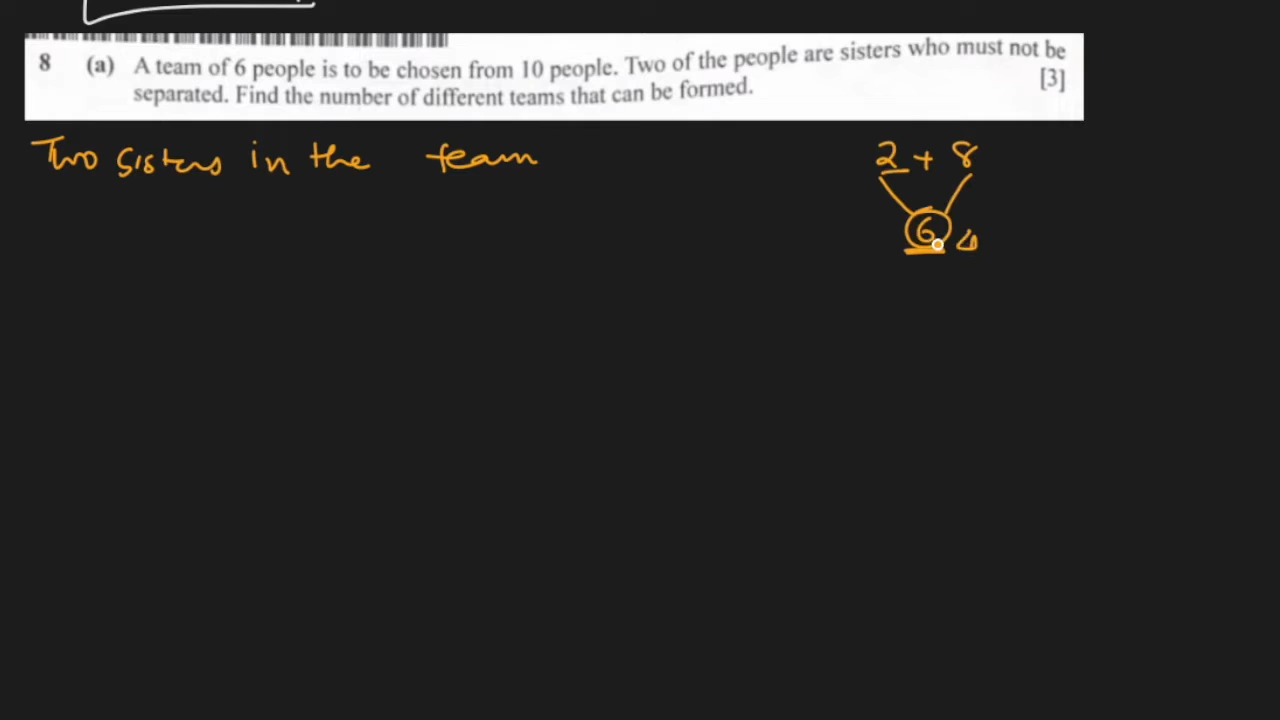 8 (a) A team of 6 people is to be chosen from 10 people. Two of the people are sisters who must not be
separated. Find the number of different teams that can be formed. [3]
Two sisters in the team 2 + 8
6